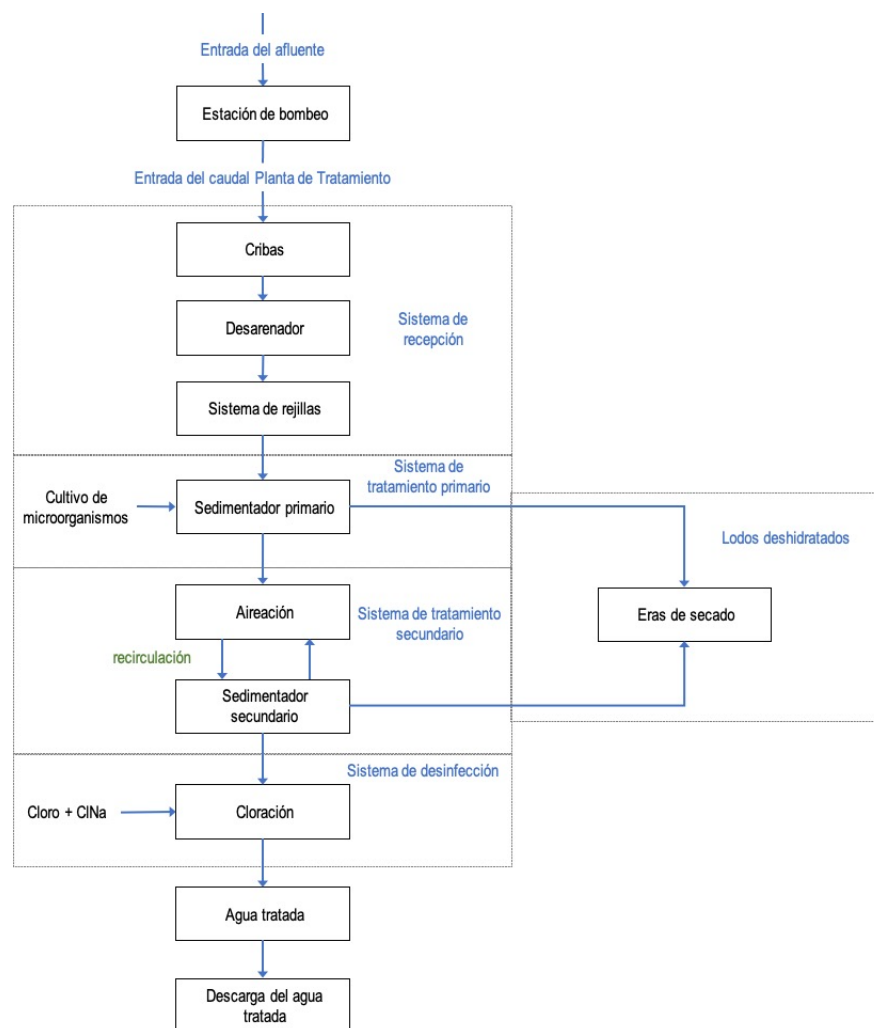 Entrada del afluente
Estación de bombeo
Entrada del caudal Planta de Tratamiento
Cribas
Desarenador
Sistema de
recepción
Sistema de rejillas
Sistema de
tratamiento primario
Cultivo de
microorganismos
Sedimentador primario
Lodos deshidratados
Aireación
Sistema de tratamiento
secundario
Eras de secado
recirculación
Sedimentador
secundario
Sistema de desinfección
Cloro + ClNa
Cloración
Agua tratada
Descarga del agua
tratada